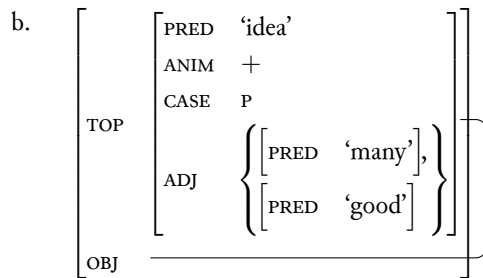 b.
PRED ‘idea’
ANIM +
CASE P
TOP
ADJ
PRED ‘many’ ,
PRED ‘good’
OBJ